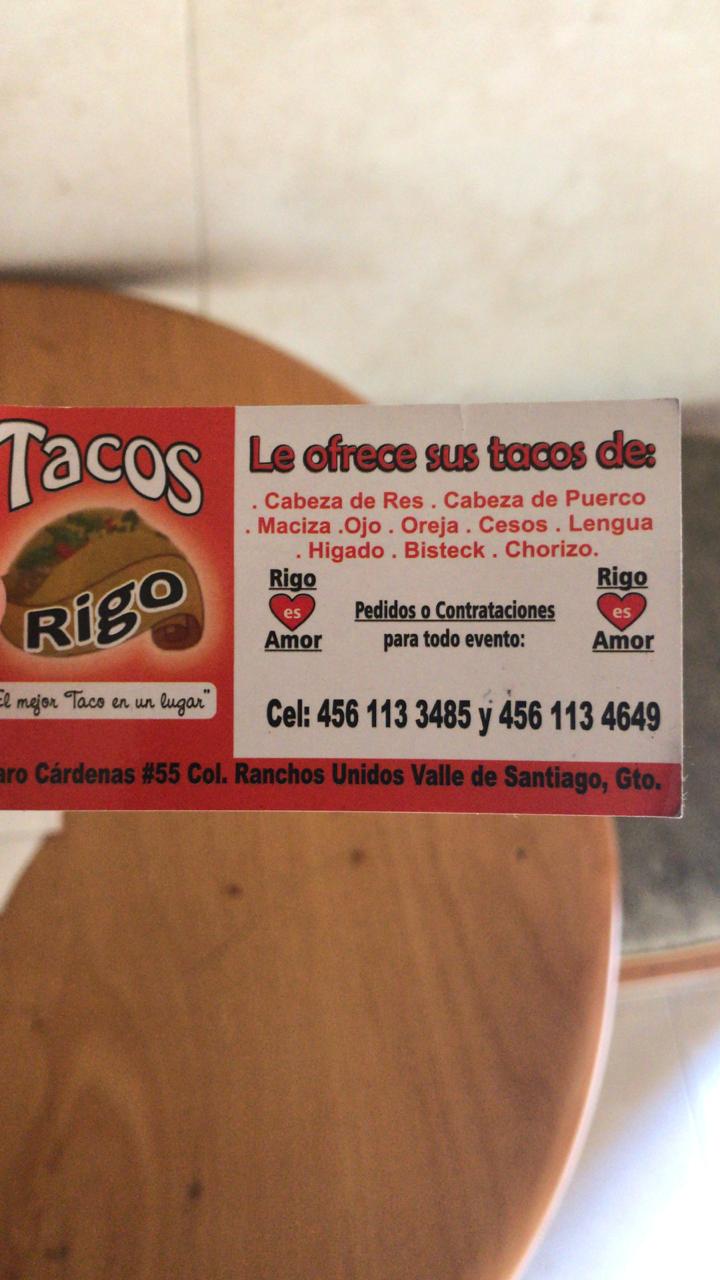 Tacos
Rigo
El mejor Taco en un lugar"
Le ofrece sus tacos de:
. Cabeza de Res . Cabeza de Puerco
. Maciza .Ojo . Oreja . Cesos . Lengua
. Higado . Bisteck . Chorizo.
Rigo
es
Amor
Pedidos o Contrataciones
para todo evento:
Rigo
es
Amor
Cel: 456 113 3485 y 456 113 4649
Cárdenas #55 Col. Ranchos Unidos Valle de Santiago, Gto.